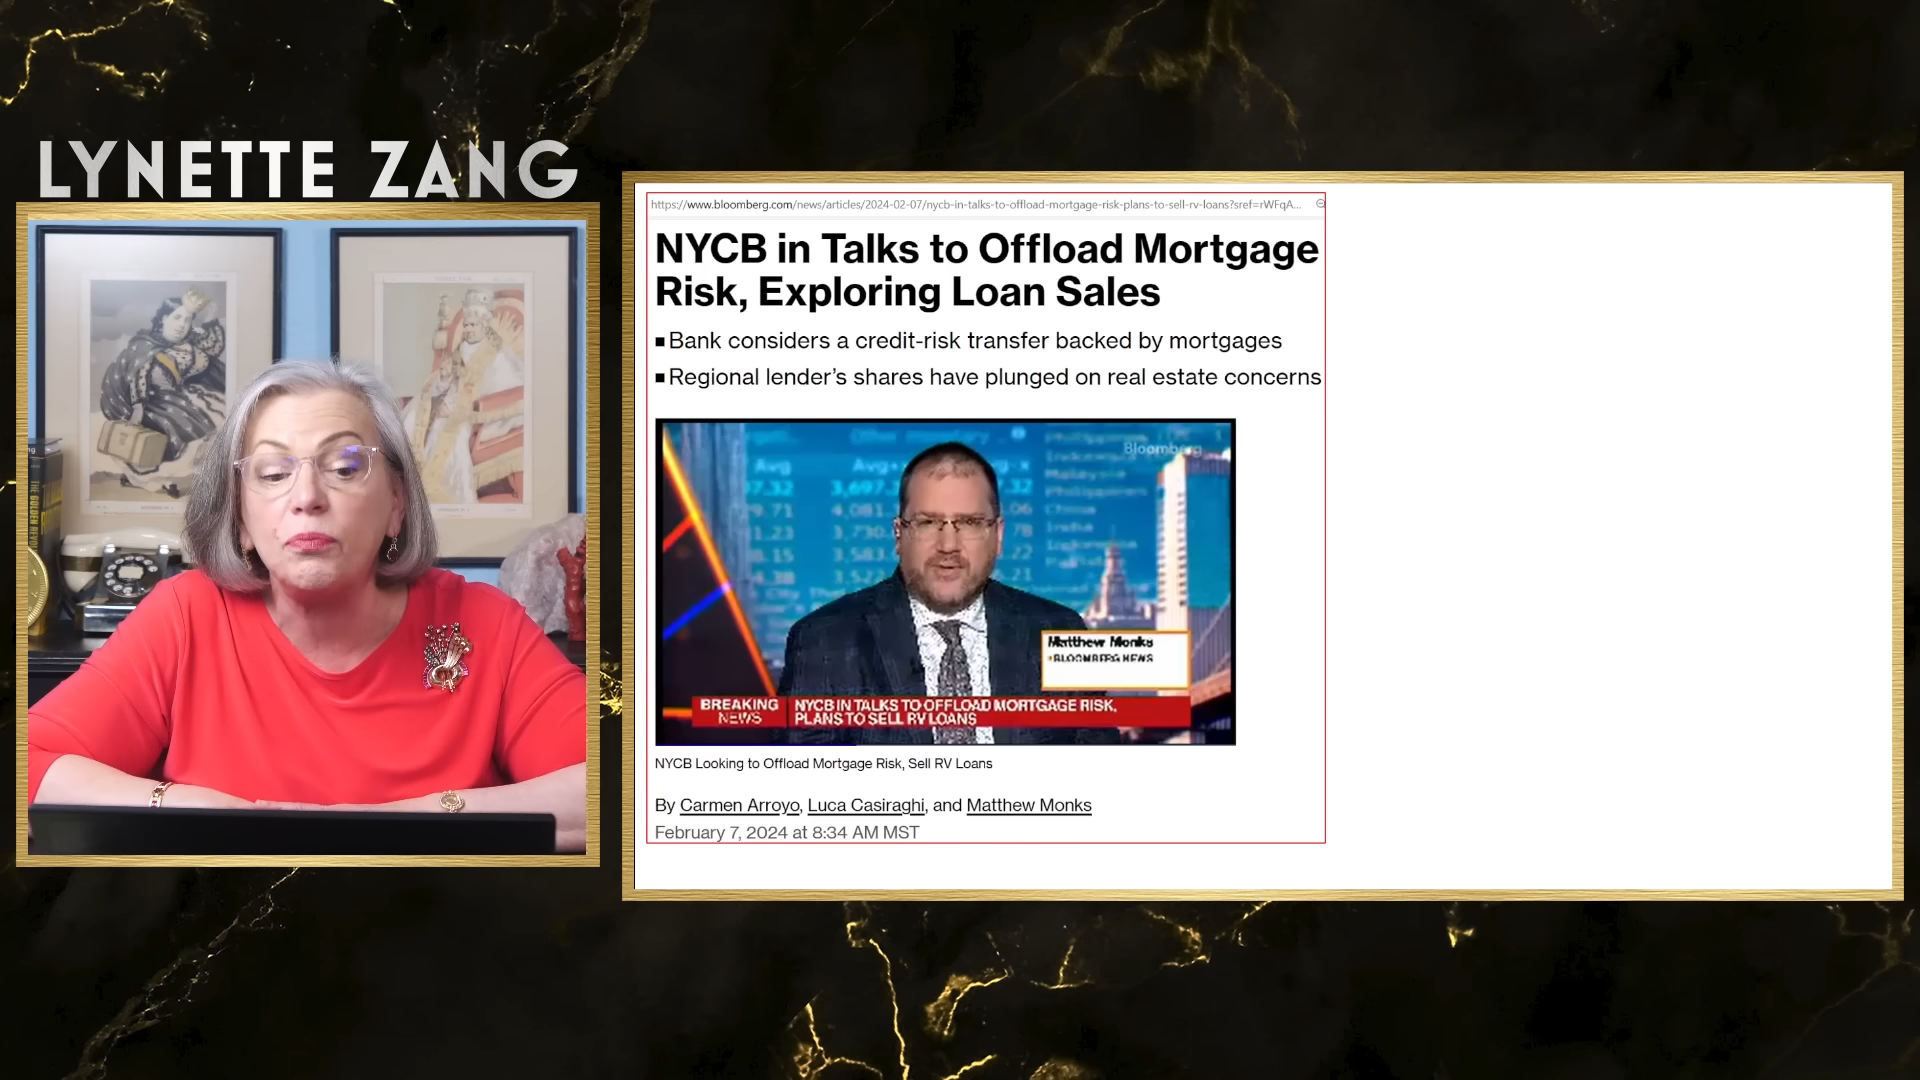 LYNETTE ZANG
https://www.bloomberg.com/news/articles/2024-02-07/nycb-in-talks-to-offload-mortgage-risk-plans-to-sell-rv-loans?sref=rWFqA...
NYCB in Talks to Offload Mortgage
Risk, Exploring Loan Sales
▪ Bank considers a credit-risk transfer backed by mortgages
▪ Regional lender's shares have plunged on real estate concerns
Bloomberg
Avg
Matthew Monks
• BLOOMBERG NEWS
BREAKING
NEWS
NYCB IN TALKS TO OFFLOAD MORTGAGE RISK,
PLANS TO SELL RV LOANS
NYCB Looking to Offload Mortgage Risk, Sell RV Loans
By Carmen Arroyo, Luca Casiraghi, and Matthew Monks
February 7, 2024 at 8:34 AM MST